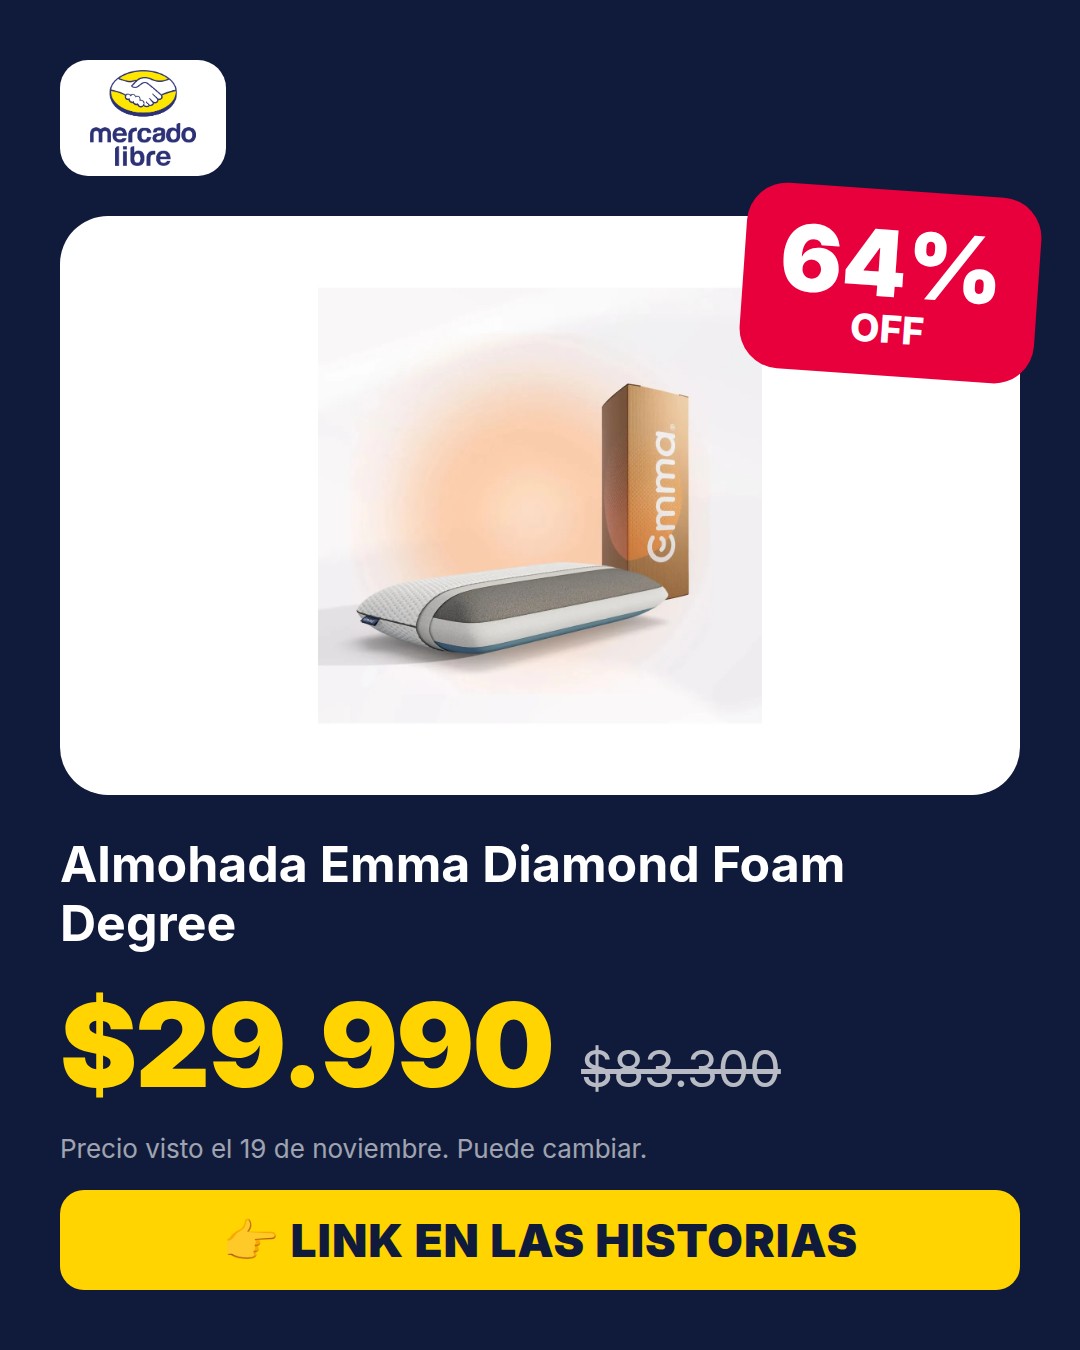 mercado
libre
64%
OFF
emma®
Almohada Emma Diamond Foam
Degree
$29.990 $83.300
Precio visto el 19 de noviembre. Puede cambiar.
👉 LINK EN LAS HISTORIAS